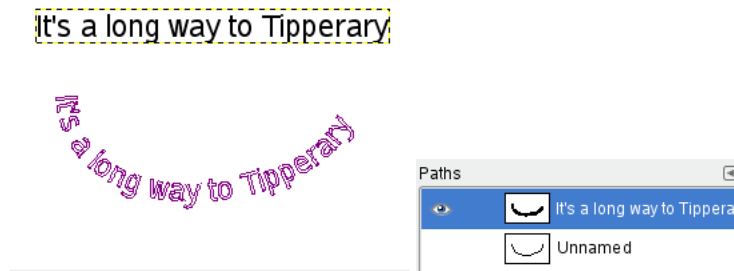 It's a long way to Tipperary
It's a long way to Tipperary
Paths
It's a long way to Tippera
Unnamed